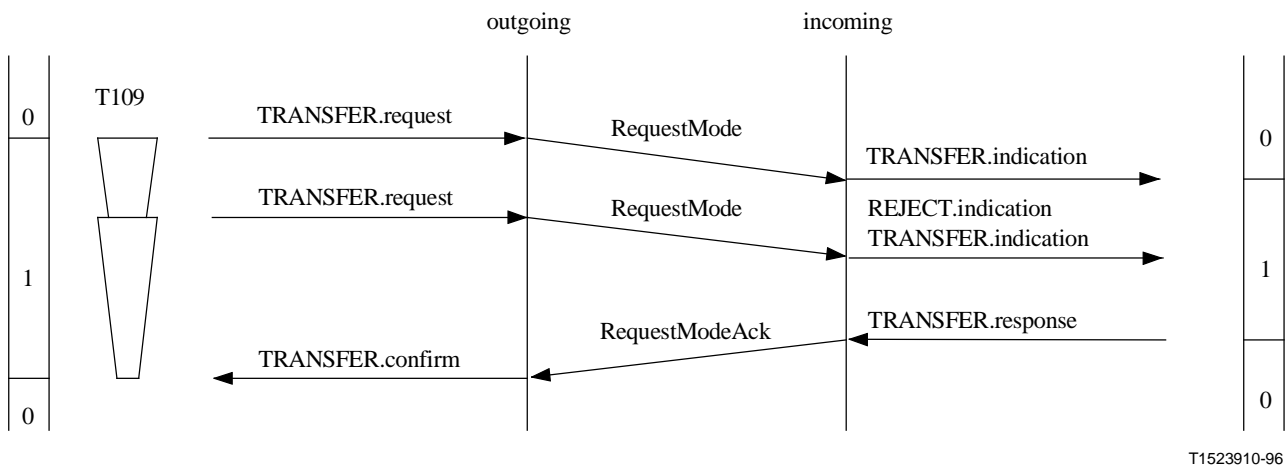 outgoing
incoming
T109
0
TRANSFER.request
RequestMode
0
TRANSFER.indication
TRANSFER.request
RequestMode
REJECT.indication
TRANSFER.indication
1
1
RequestModeAck
TRANSFER.response
TRANSFER.confirm
0
0
T1523910-96